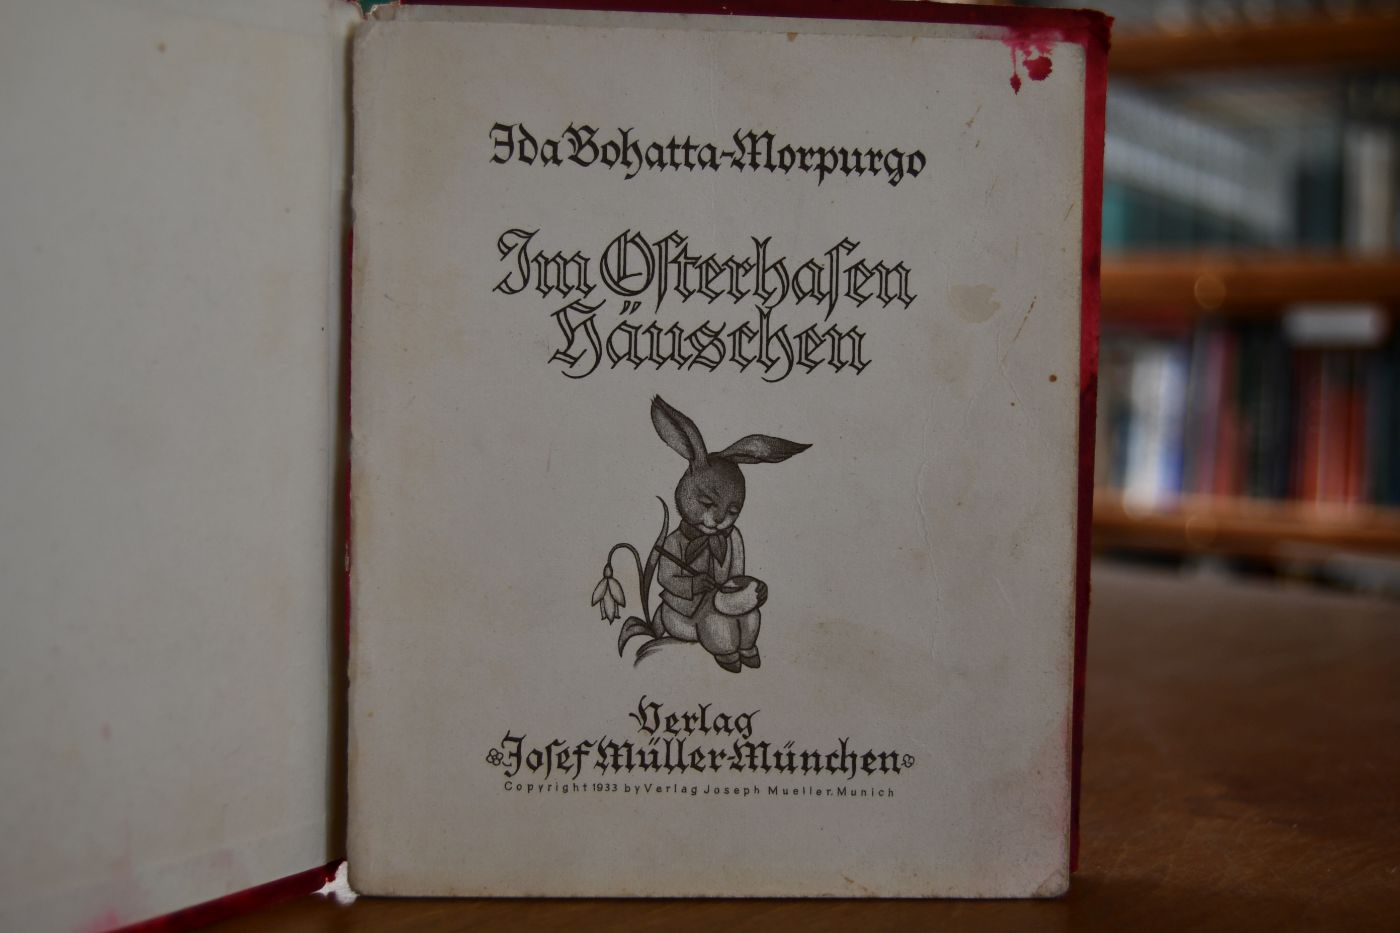 Ida Bohatta-Morpurgo
Im Oſterhaſen
Häuschen
Verlag
Joſef Müller-München
Copyright 1933 by Verlag Joseph Mueller. Munich